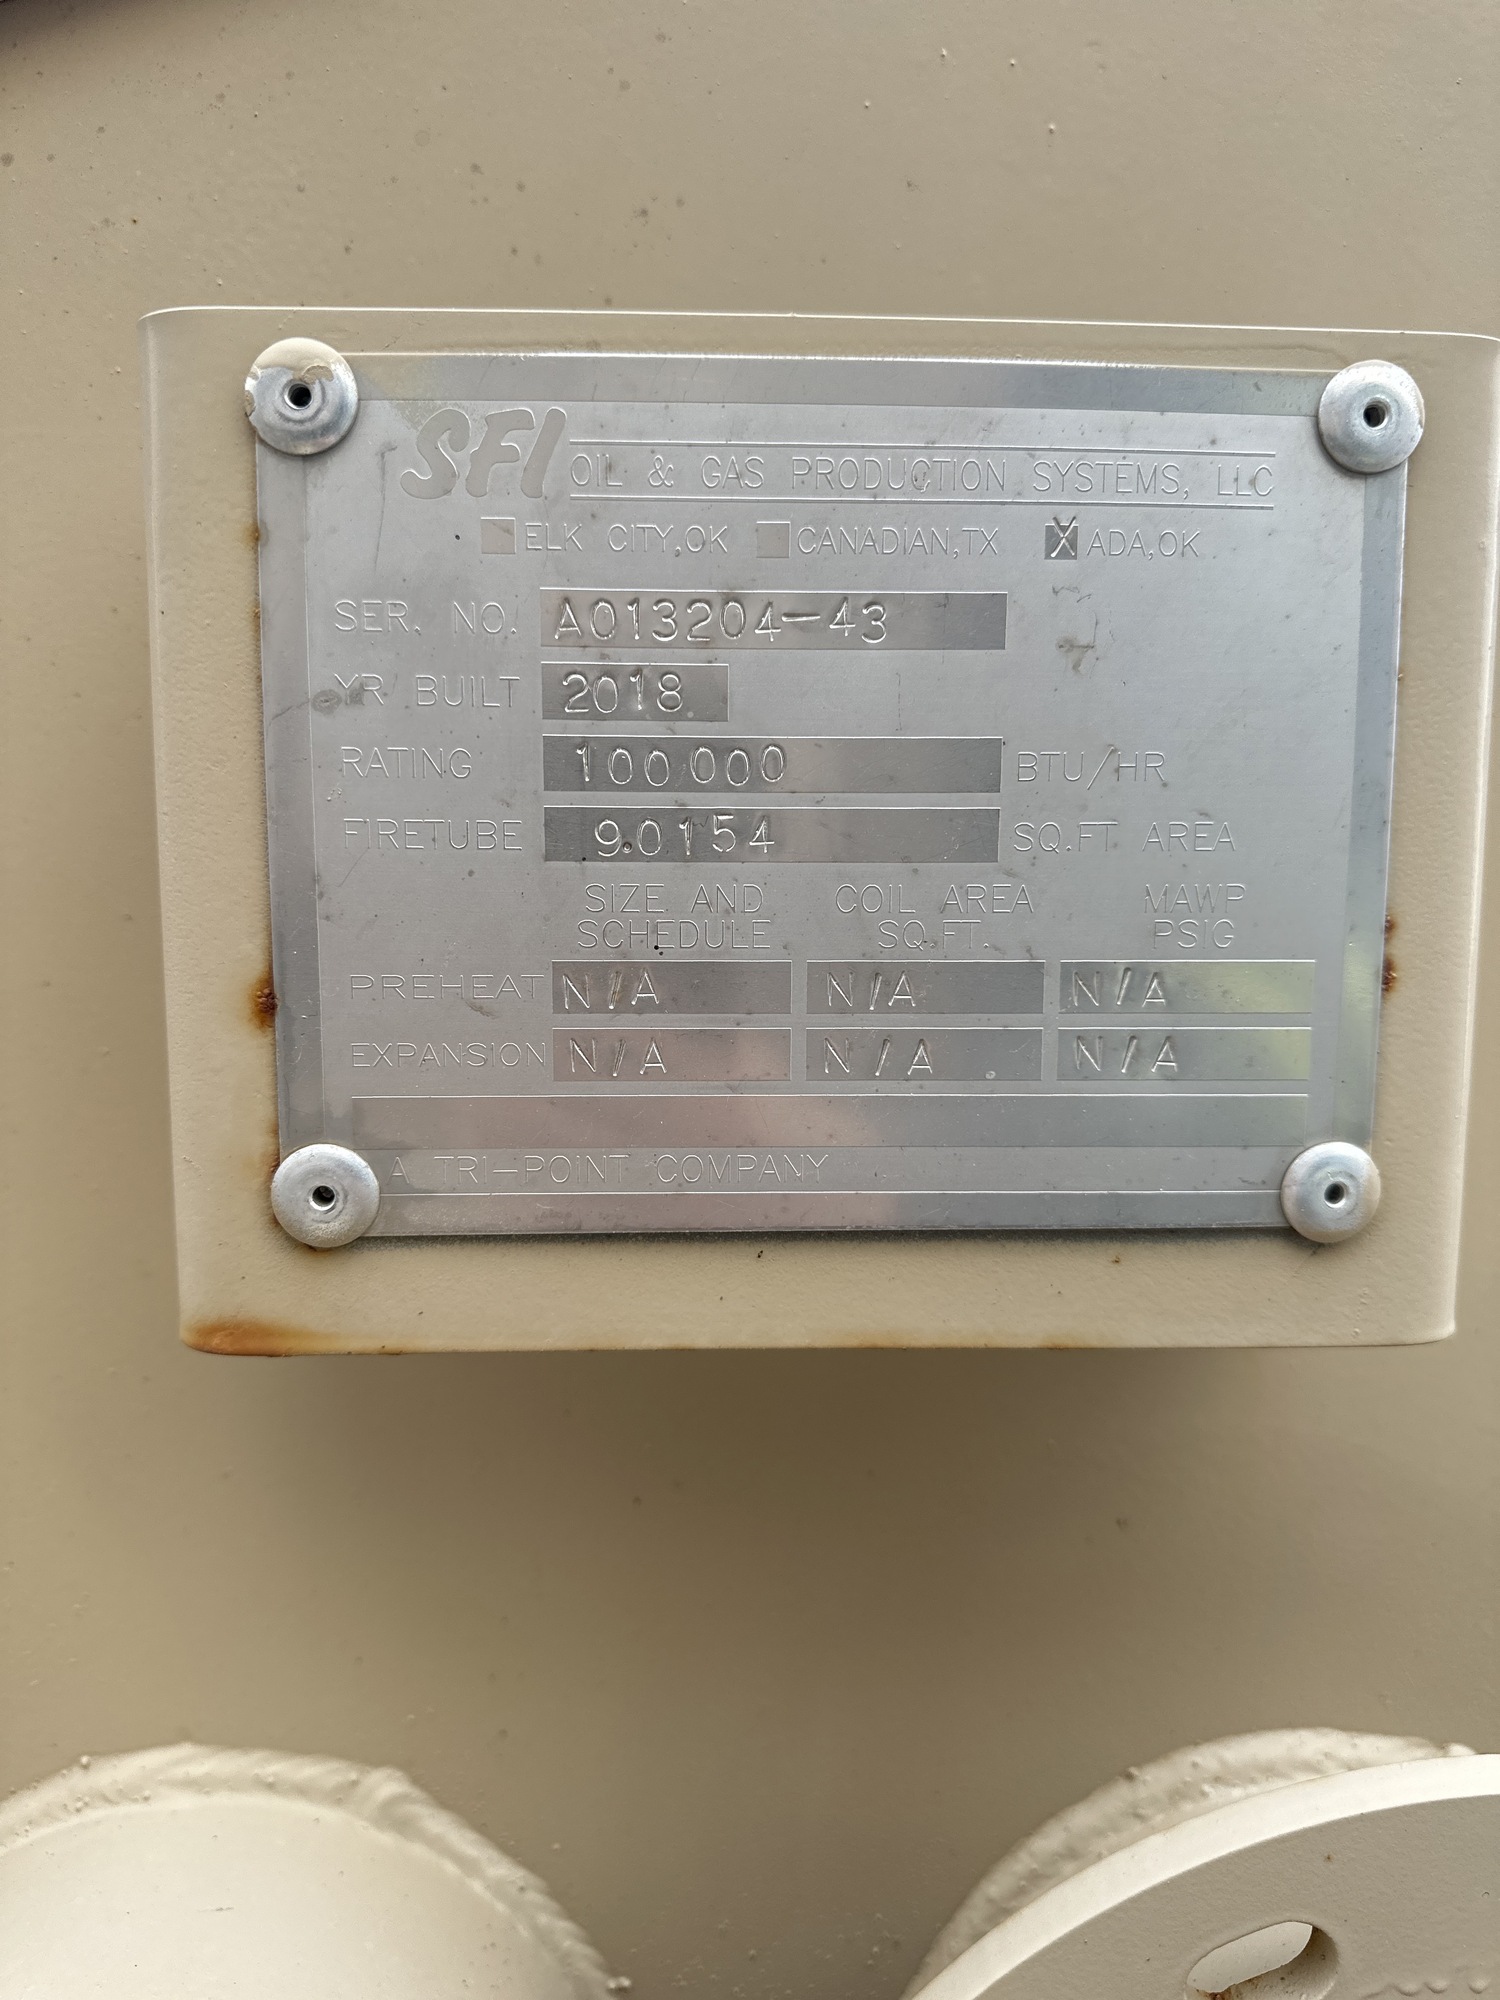 SFI OIL & GAS PRODUCTION SYSTEMS, LLC
ELK CITY,OK CANADIAN,TX X ADA,OK
SER. NO. A013204-43
YR BUILT 2018
RATING 100 000 BTU/HR
FIRETUBE 9.0154 SQ.FT AREA
SIZE AND SCHEDULE COIL AREA SQ.FT. MAWP PSIG
PREHEAT N/A N/A N/A
EXPANSION N/A N/A N/A
A TRI-POINT COMPANY